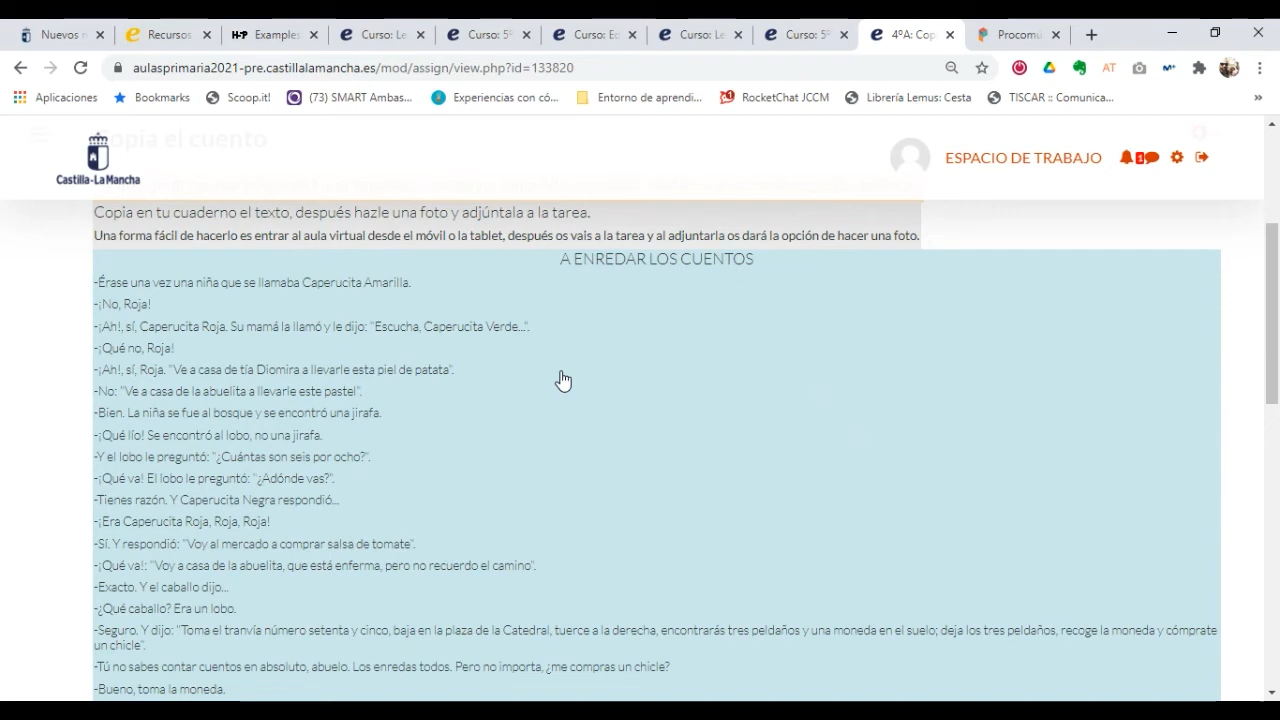 Nuevos n
Recursos
H-P Examples
Curso: Le
Curso: 5º
Curso: Ec
Curso: Le
Curso: 5º
4ºA: Cop
Procomú
aulasprimaria2021-pre.castillalamancha.es/mod/assign/view.php?id=133820
Aplicaciones
Bookmarks
Scoop.it!
(73) SMART Ambas...
Experiencias con có...
Entorno de aprendi...
RocketChat JCCM
Librería Lemus: Cesta
TISCAR :: Comunica...
Copia el cuento
Castilla-La Mancha
ESPACIO DE TRABAJO
Copia en tu cuaderno el texto, después hazle una foto y adjúntala a la tarea.
Una forma fácil de hacerlo es entrar al aula virtual desde el móvil o la tablet, después os vais a la tarea y al adjuntarla os dará la opción de hacer una foto.
A ENREDAR LOS CUENTOS
-Érase una vez una niña que se llamaba Caperucita Amarilla.
-¡No, Roja!
-¡Ah!, sí, Caperucita Roja. Su mamá la llamó y le dijo: "Escucha, Caperucita Verde...".
-¡Qué no, Roja!
-¡Ah!, sí, Roja. "Ve a casa de tía Diomira a llevarle esta piel de patata".
-No: "Ve a casa de la abuelita a llevarle este pastel".
-Bien. La niña se fue al bosque y se encontró una jirafa.
-¡Qué lío! Se encontró al lobo, no una jirafa.
-Y el lobo le preguntó: "¿Cuántas son seis por ocho?".
-¡Qué va! El lobo le preguntó: "¿Adónde vas?".
-Tienes razón. Y Caperucita Negra respondió...
-¡Era Caperucita Roja, Roja, Roja!
-Sí. Y respondió: "Voy al mercado a comprar salsa de tomate".
-¡Qué va!: "Voy a casa de la abuelita, que está enferma, pero no recuerdo el camino".
-Exacto. Y el caballo dijo...
-¿Qué caballo? Era un lobo.
-Seguro. Y dijo: "Toma el tranvía número setenta y cinco, baja en la plaza de la Catedral, tuerce a la derecha, encontrarás tres peldaños y una moneda en el suelo; deja los tres peldaños, recoge la moneda y cómprate
un chicle".
-Tú no sabes contar cuentos en absoluto, abuelo. Los enredas todos. Pero no importa, ¿me compras un chicle?
-Bueno, toma la moneda.